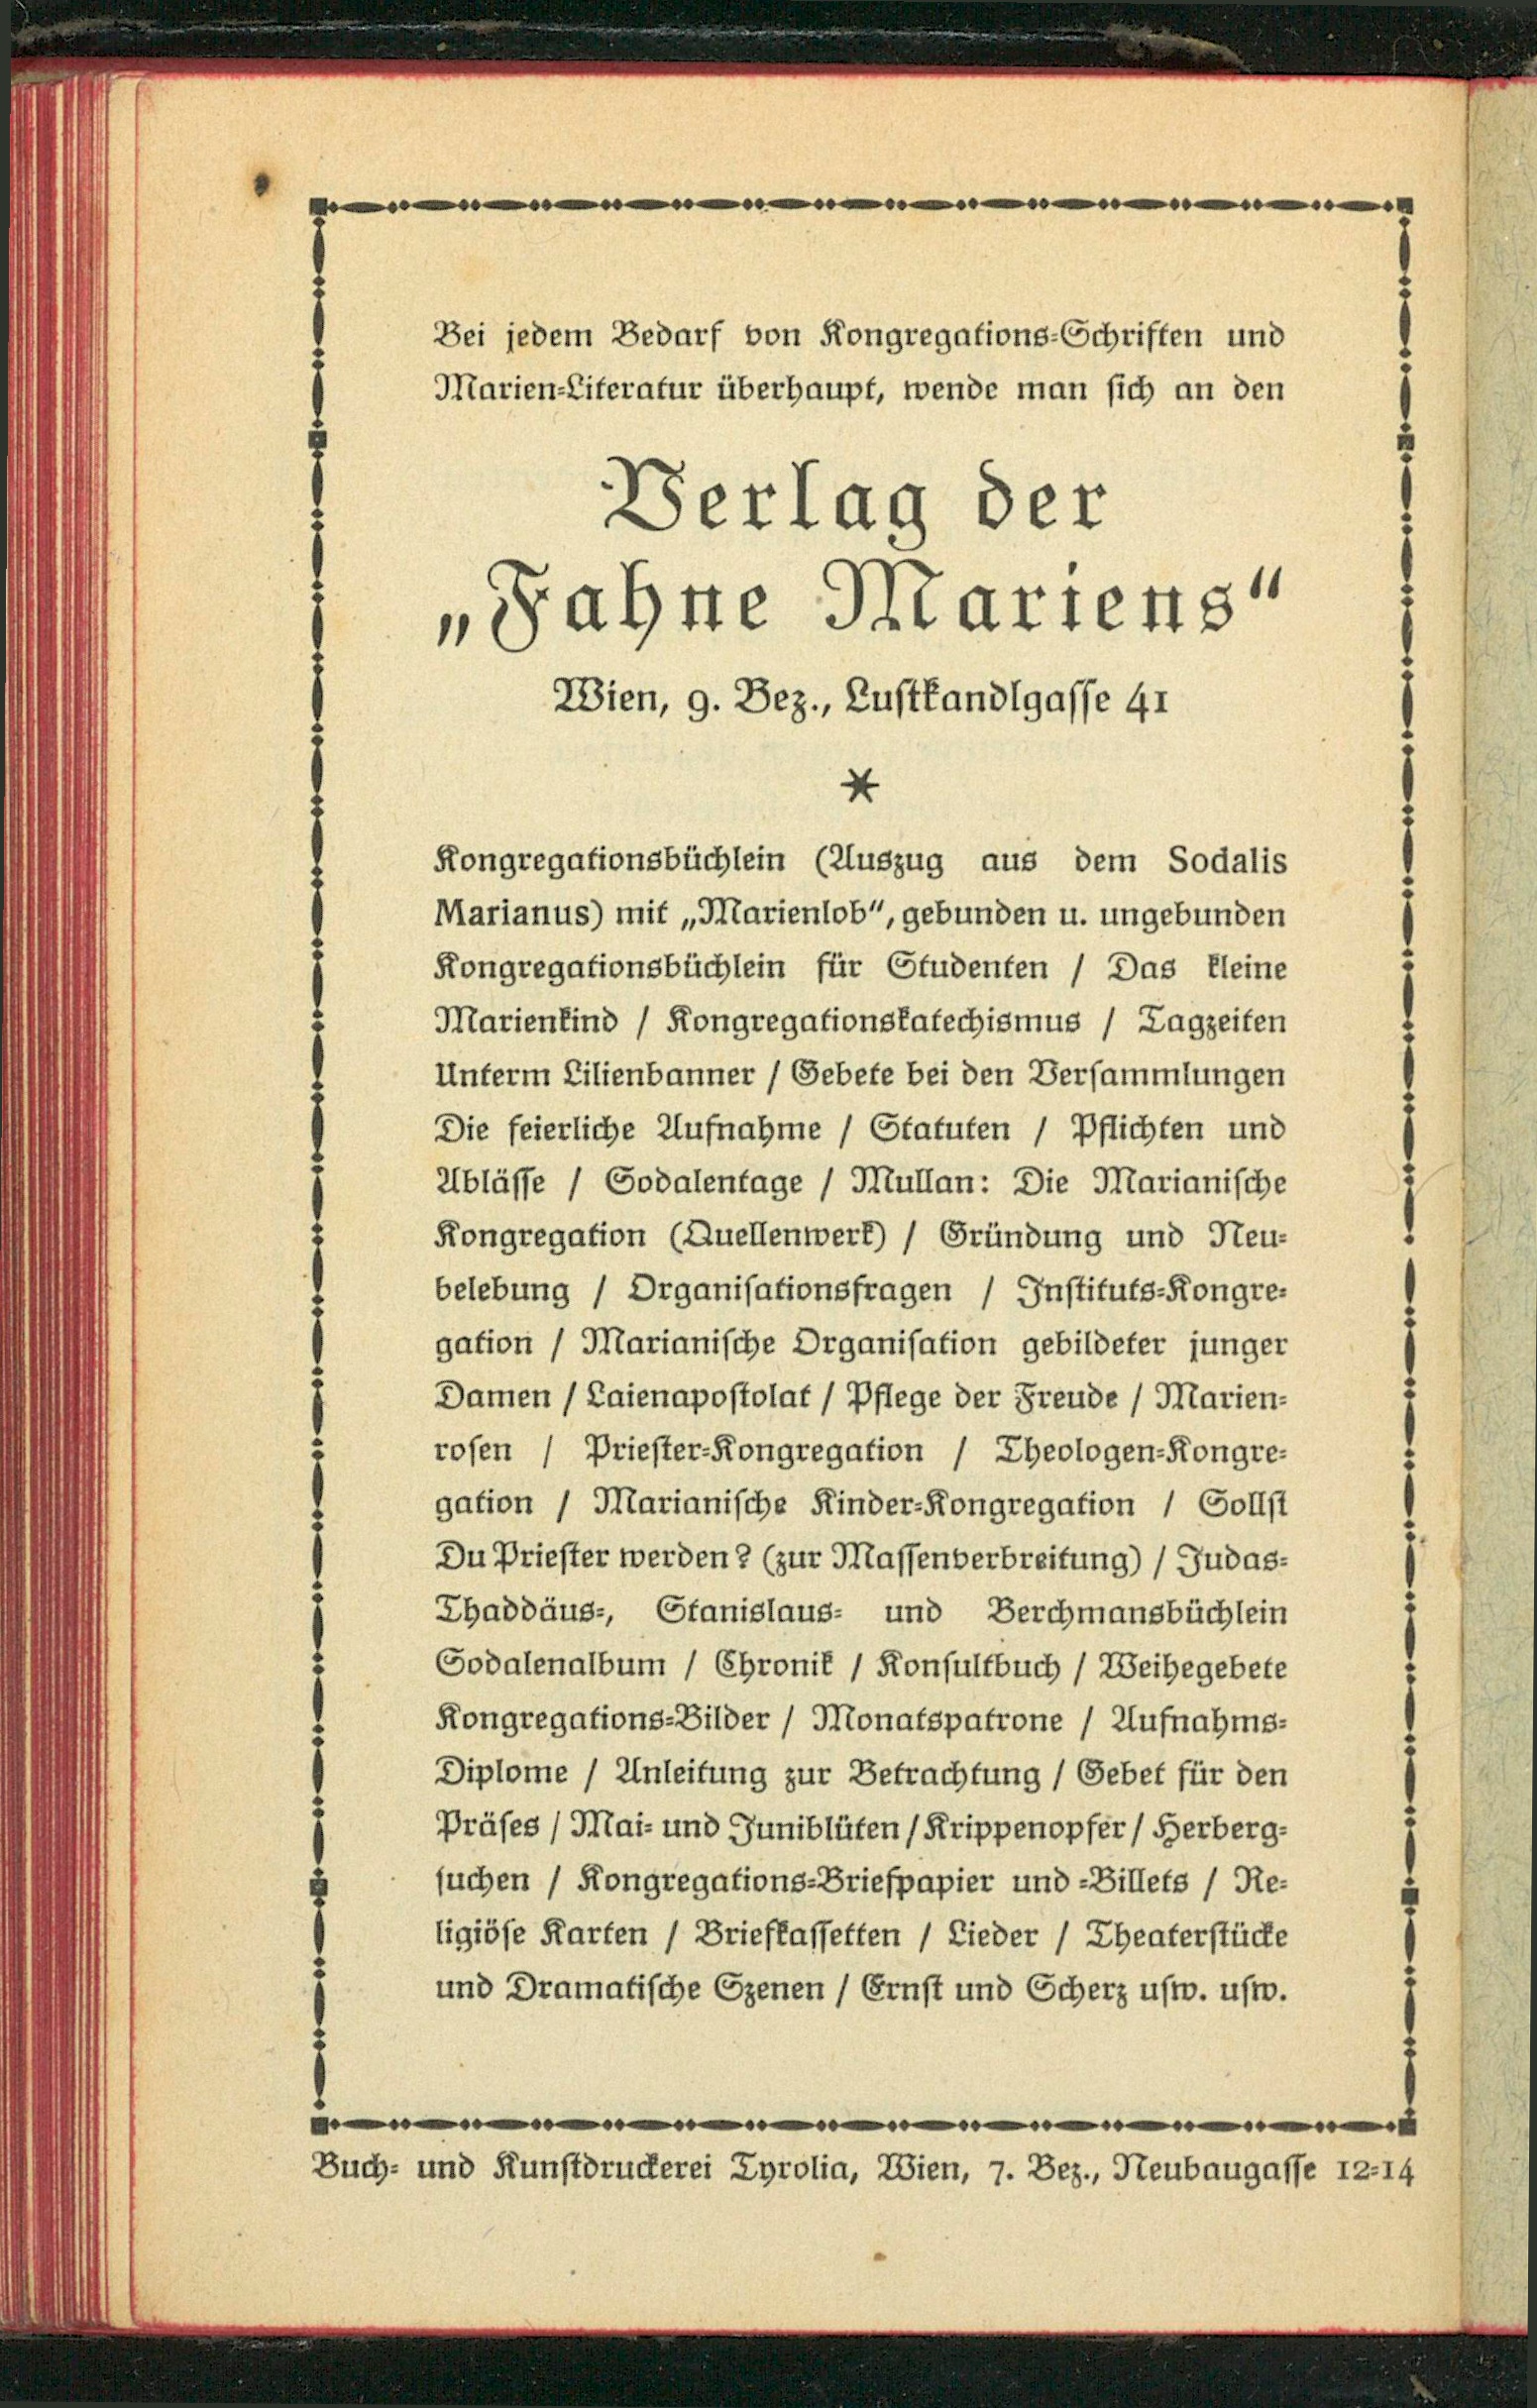 Bei jedem Bedarf von Kongregations-Schriften und
Marien-Literatur überhaupt, wende man sich an den
Verlag der
„Fahne Mariens“
Wien, 9. Bez., Lustkandlgasse 41
*
Kongregationsbüchlein (Auszug aus dem Sodalis
Marianus) mit „Marienlob“, gebunden u. ungebunden
Kongregationsbüchlein für Studenten / Das kleine
Marienkind / Kongregationskatechismus / Tagzeiten
Unterm Lilienbanner / Gebete bei den Versammlungen
Die feierliche Aufnahme / Statuten / Pflichten und
Ablässe / Sodalentage / Mullan: Die Marianische
Kongregation (Quellenwerk) / Gründung und Neu-
belebung / Organisationsfragen / Instituts-Kongre-
gation / Marianische Organisation gebildeter junger
Damen / Laienapostolat / Pflege der Freude / Marien-
rosen / Priester-Kongregation / Theologen-Kongre-
gation / Marianische Kinder-Kongregation / Sollst
Du Priester werden? (zur Massenverbreitung) / Judas-
Thaddäus-, Stanislaus- und Berchmansbüchlein
Sodalenalbum / Chronik / Konsultbuch / Weihegebete
Kongregations-Bilder / Monatspatrone / Aufnahms-
Diplome / Anleitung zur Betrachtung / Gebet für den
Präses / Mai- und Juniblüten / Krippenopfer / Herberg-
suchen / Kongregations-Briefpapier und -Billets / Re-
ligiöse Karten / Briefkassetten / Lieder / Theaterstücke
und Dramatische Szenen / Ernst und Scherz usw. usw.
Buch- und Kunstdruckerei Tyrolia, Wien, 7. Bez., Neubaugasse 12-14